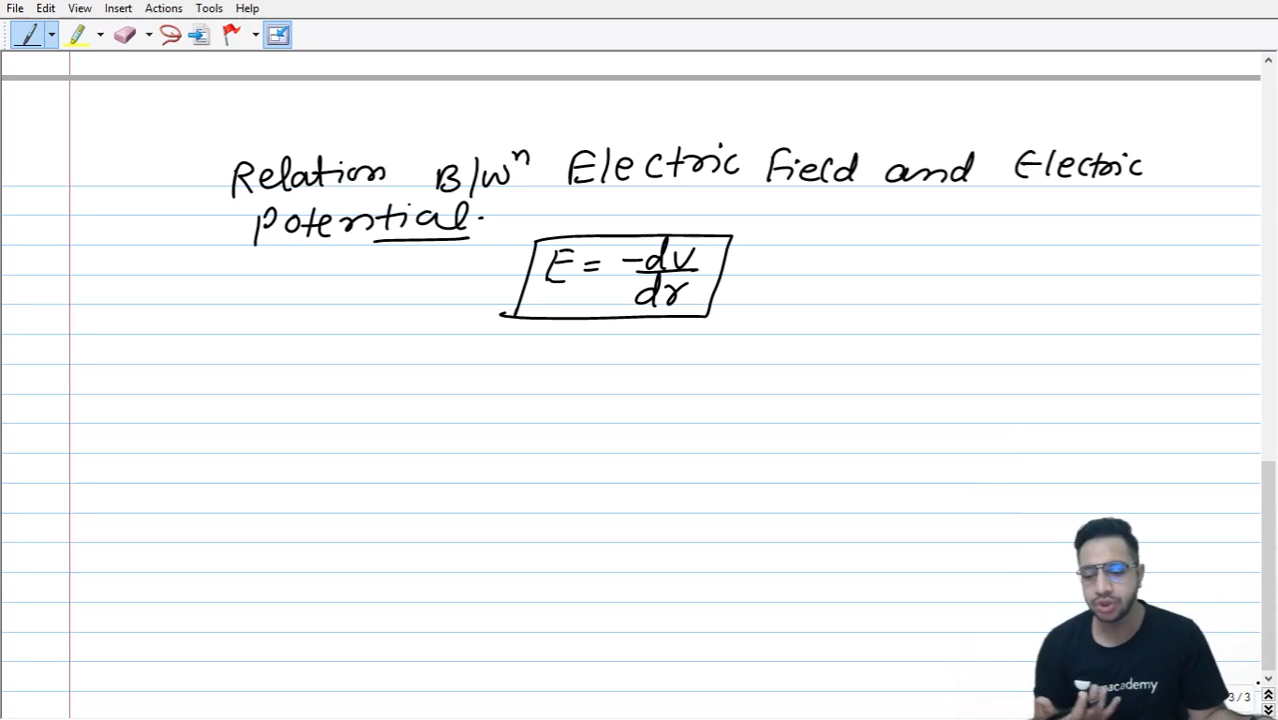 File Edit View Insert Actions Tools Help
Relation B/wⁿ Electric Field and Electric
Potential.
E = -dv/dr
academy
3/3